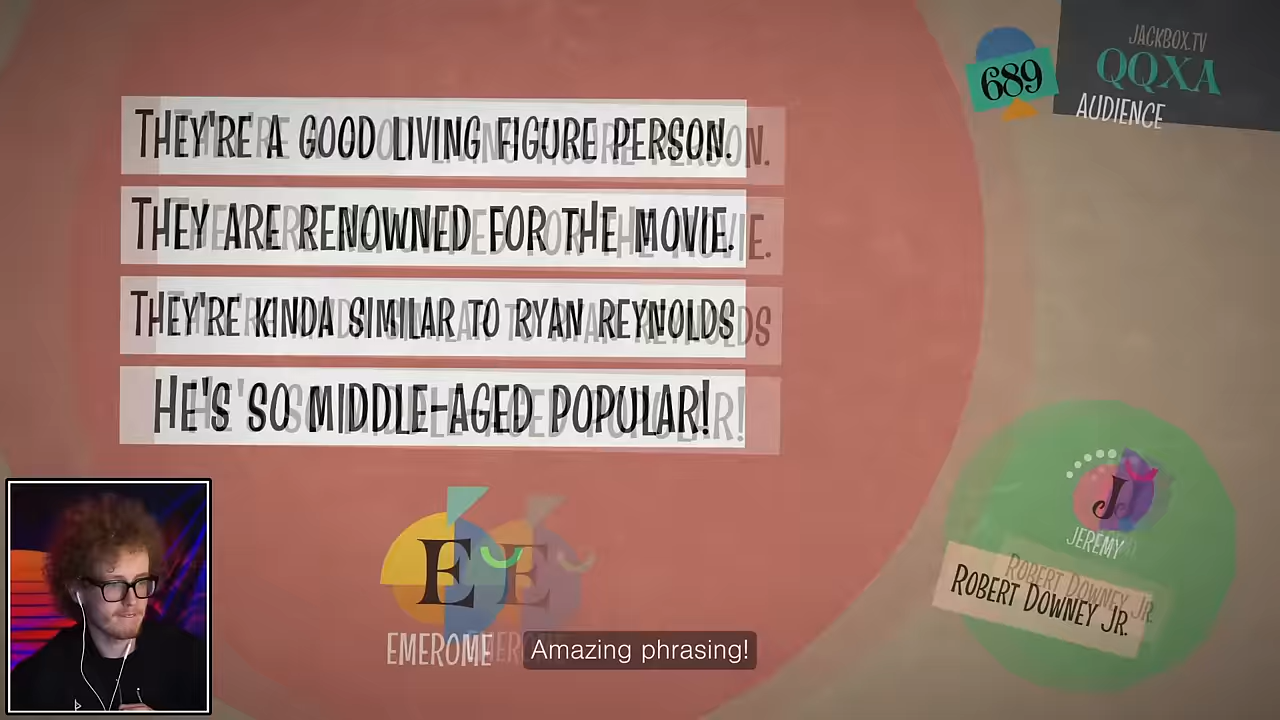 JACKBOX.TV
QQXA
689
AUDIENCE
THEY'RE A GOOD LIVING FIGURE PERSON.
THEY ARE RENOWNED FOR THE MOVIE.
THEY'RE KINDA SIMILAR TO RYAN REYNOLDS
HE'S SO MIDDLE-AGED POPULAR!
J
JEREMY
ROBERT DOWNEY JR.
E
EMEROME
Amazing phrasing!